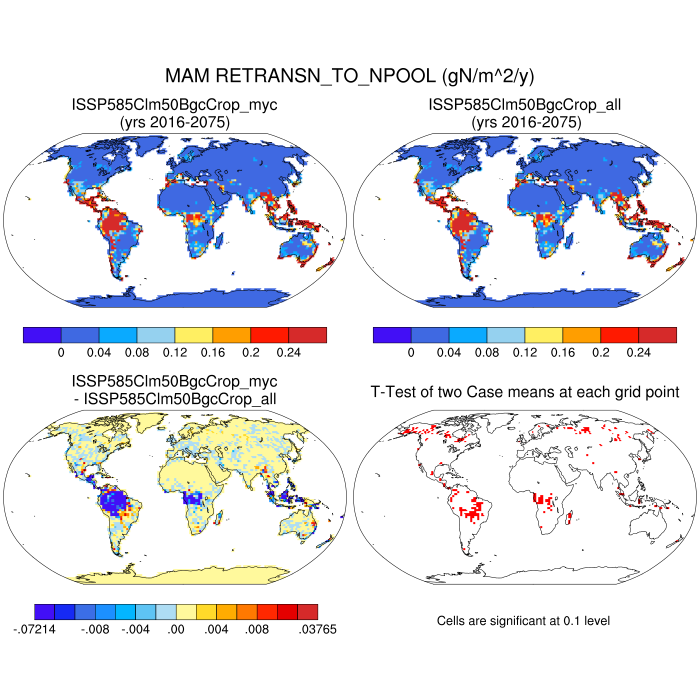 MAM RETRANSN_TO_NPOOL (gN/m^2/y)
ISSP585Clm50BgcCrop_myc
(yrs 2016-2075)
ISSP585Clm50BgcCrop_all
(yrs 2016-2075)
0 0.04 0.08 0.12 0.16 0.2 0.24
0 0.04 0.08 0.12 0.16 0.2 0.24
ISSP585Clm50BgcCrop_myc
- ISSP585Clm50BgcCrop_all
T-Test of two Case means at each grid point
-.07214 -.008 -.004 .00 .004 .008 .03765
Cells are significant at 0.1 level